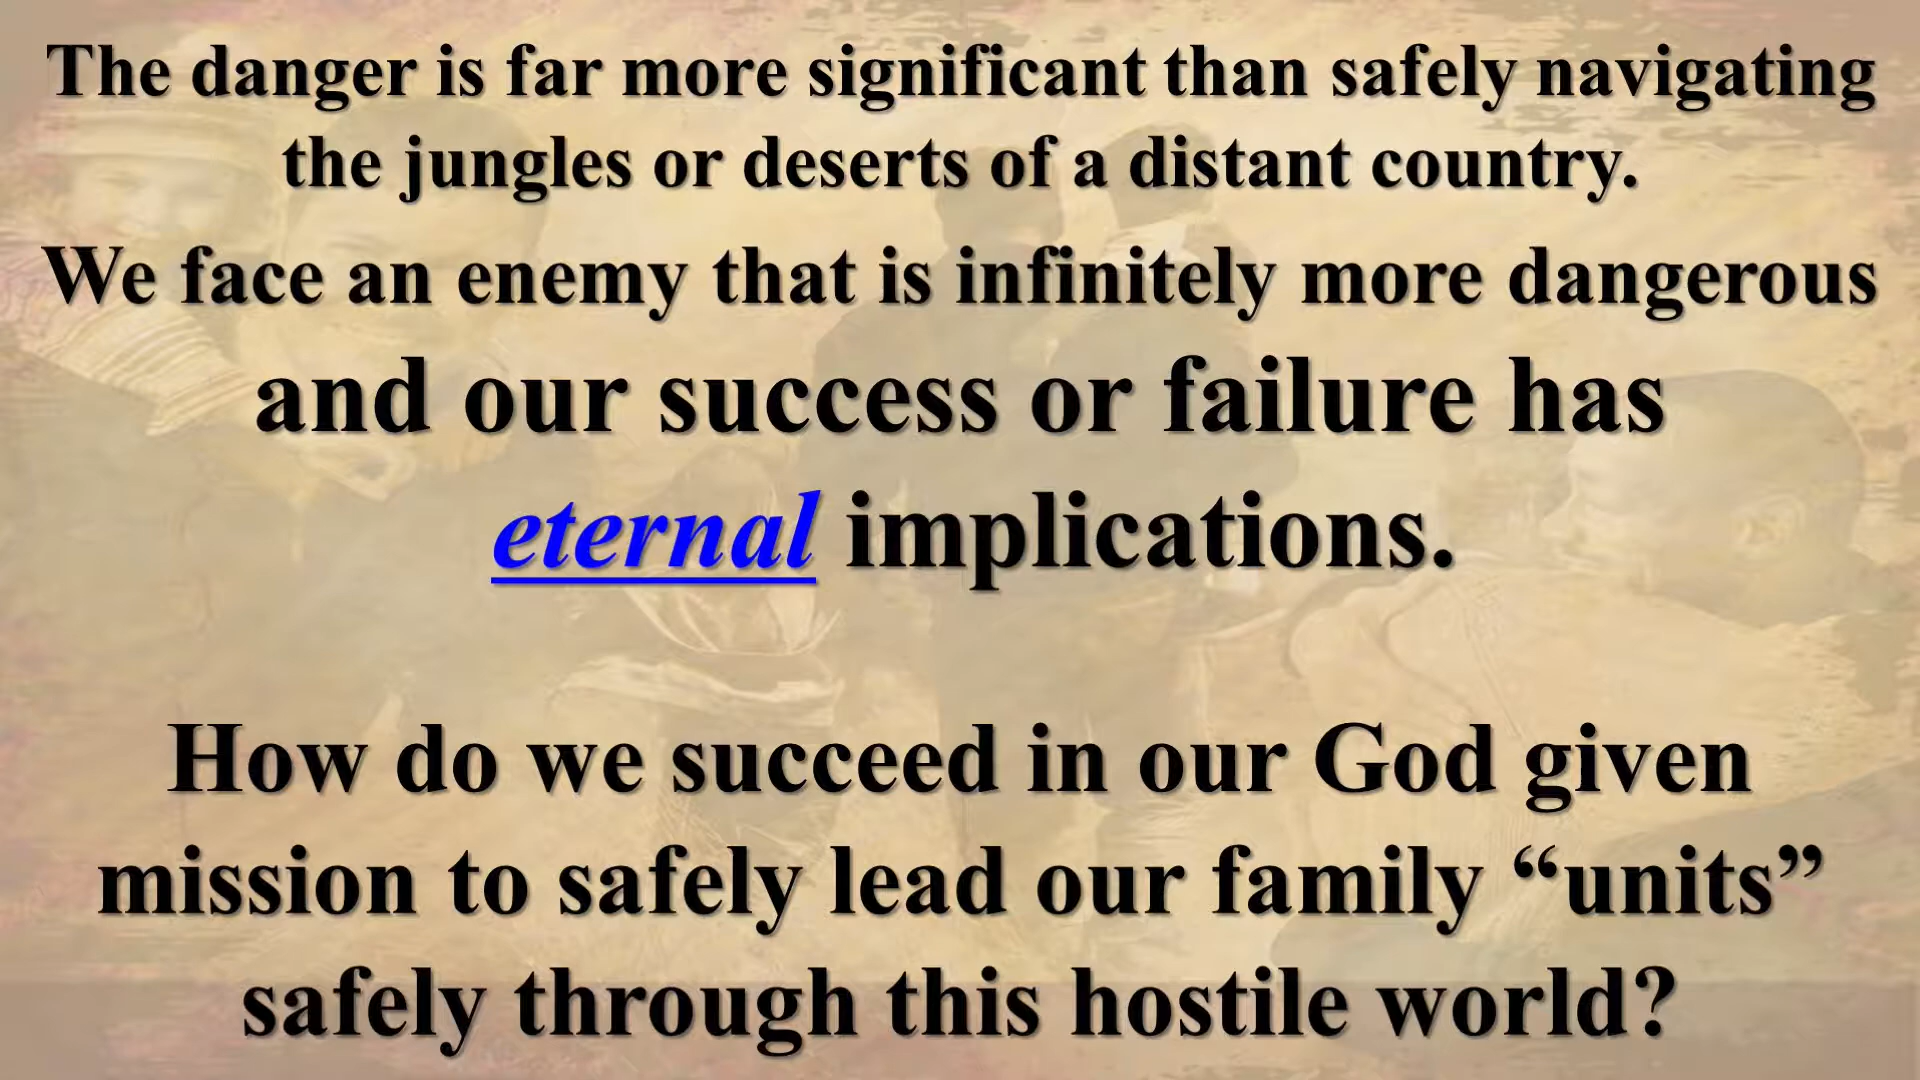 The danger is far more significant than safely navigating
the jungles or deserts of a distant country.
We face an enemy that is infinitely more dangerous
and our success or failure has
eternal implications.
How do we succeed in our God given
mission to safely lead our family “units”
safely through this hostile world?